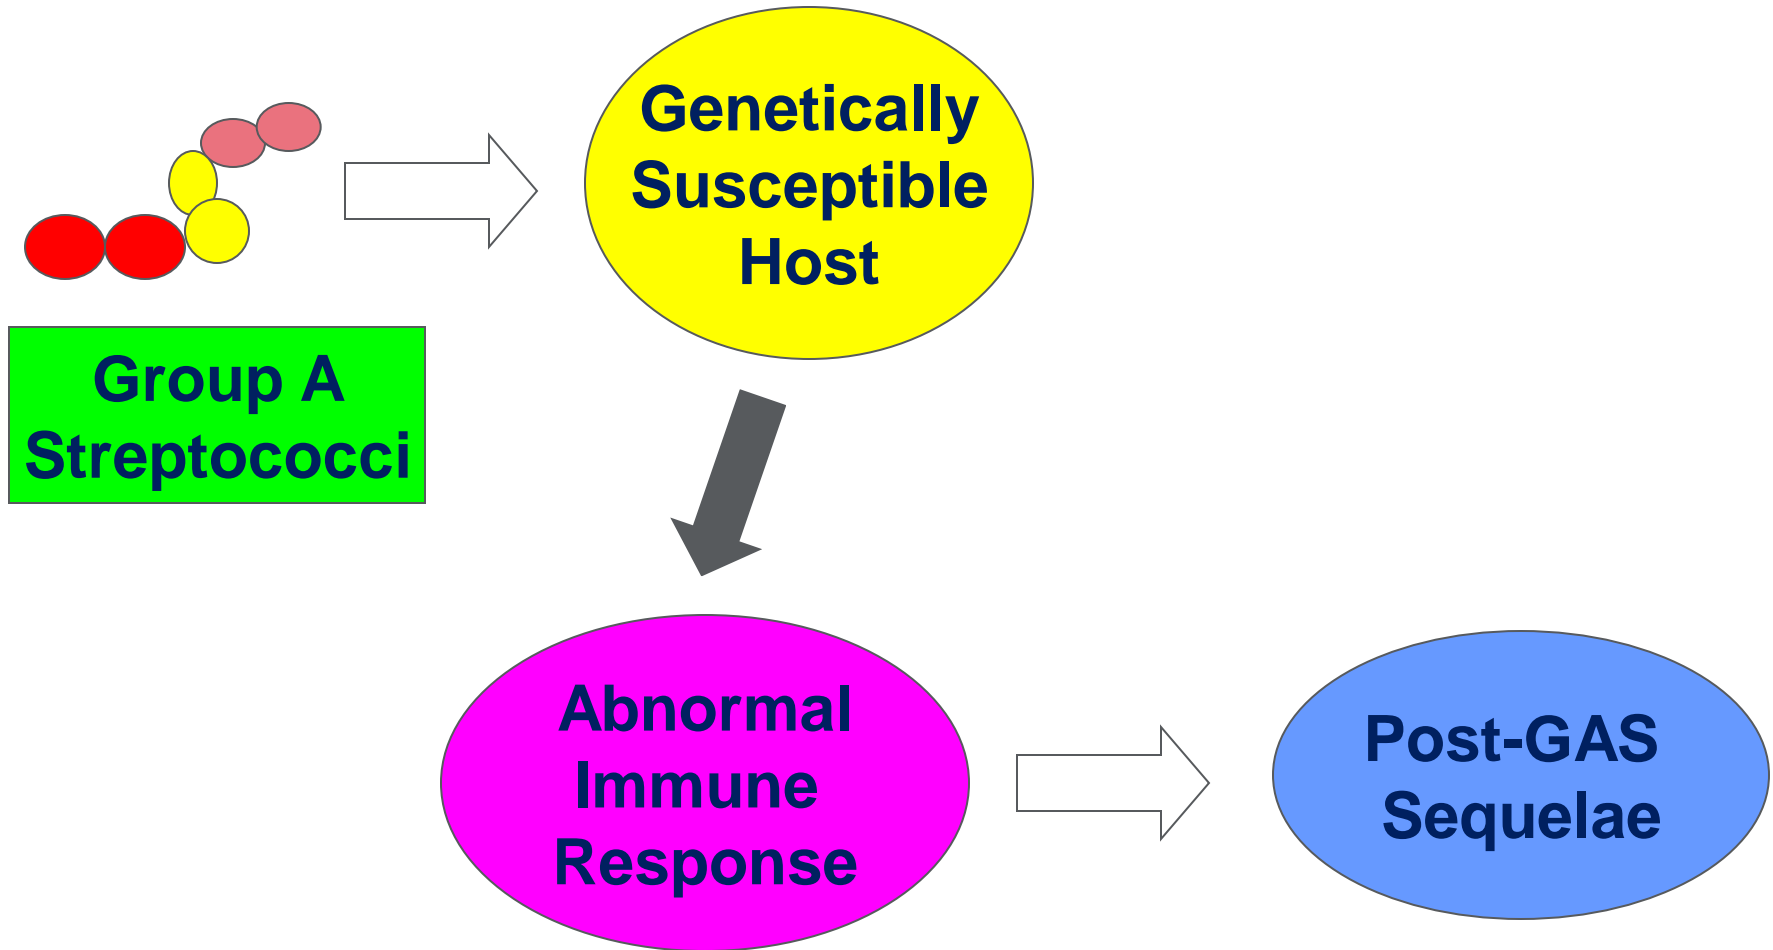 Genetically
Susceptible
Host
Group A
Streptococci
Abnormal
Immune
Response
Post-GAS
Sequelae